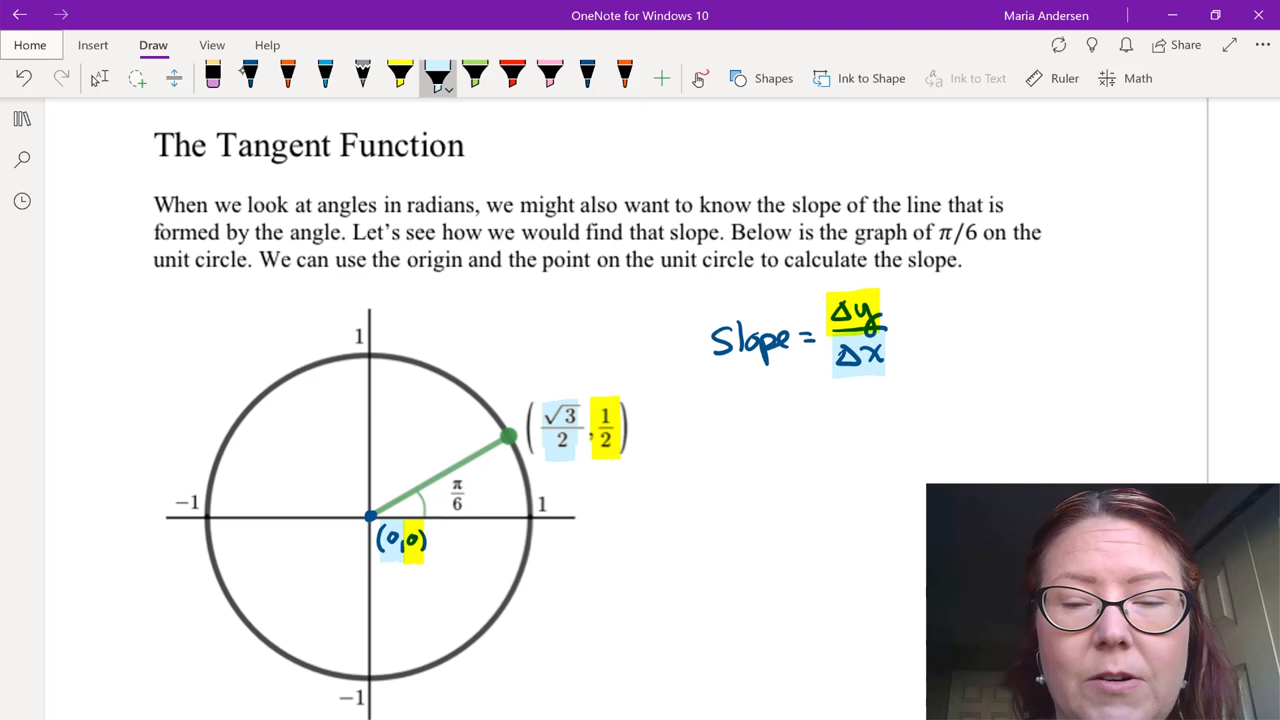 OneNote for Windows 10
Maria Andersen
Home Insert Draw View Help
Share
Shapes Ink to Shape Ink to Text Ruler Math
The Tangent Function
When we look at angles in radians, we might also want to know the slope of the line that is
formed by the angle. Let's see how we would find that slope. Below is the graph of π/6 on the
unit circle. We can use the origin and the point on the unit circle to calculate the slope.
Slope = Δy/Δx
1
(√3/2, 1/2)
π/6
−1
1
(0,0)
−1